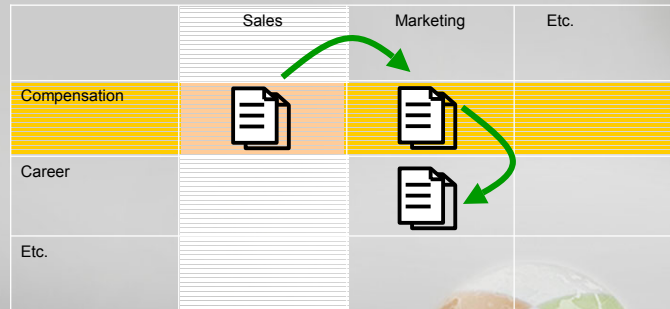 Sales Marketing Etc.
Compensation
Career
Etc.